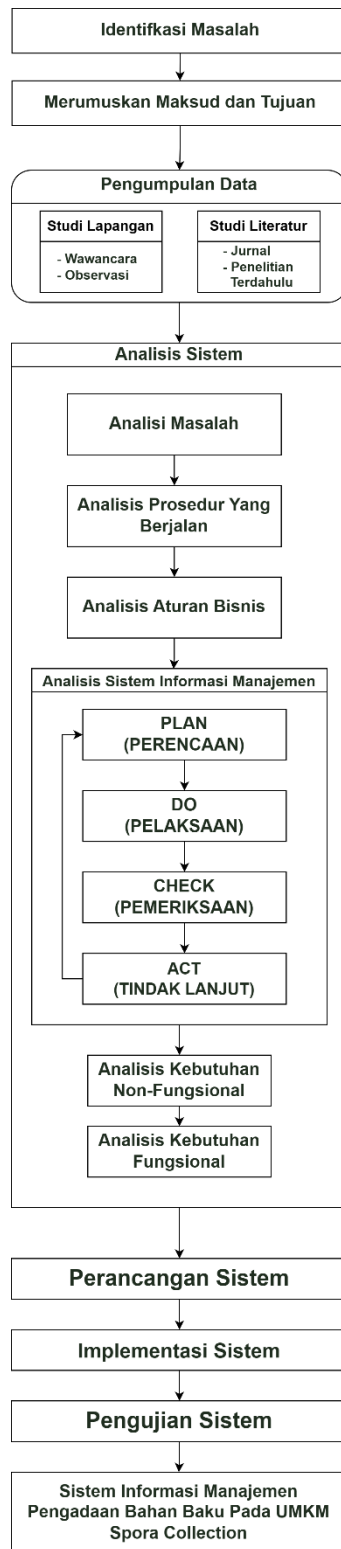 Identifkasi Masalah
Merumuskan Maksud dan Tujuan
Pengumpulan Data
Studi Lapangan
- Wawancara
- Observasi
Studi Literatur
- Jurnal
- Penelitian
Terdahulu
Analisis Sistem
Analisi Masalah
Analisis Prosedur Yang
Berjalan
Analisis Aturan Bisnis
Analisis Sistem Informasi Manajemen
PLAN
(PERENCAAN)
DO
(PELAKSAAN)
CHECK
(PEMERIKSAAN)
ACT
(TINDAK LANJUT)
Analisis Kebutuhan
Non-Fungsional
Analisis Kebutuhan
Fungsional
Perancangan Sistem
Implementasi Sistem
Pengujian Sistem
Sistem Informasi Manajemen
Pengadaan Bahan Baku Pada UMKM
Spora Collection